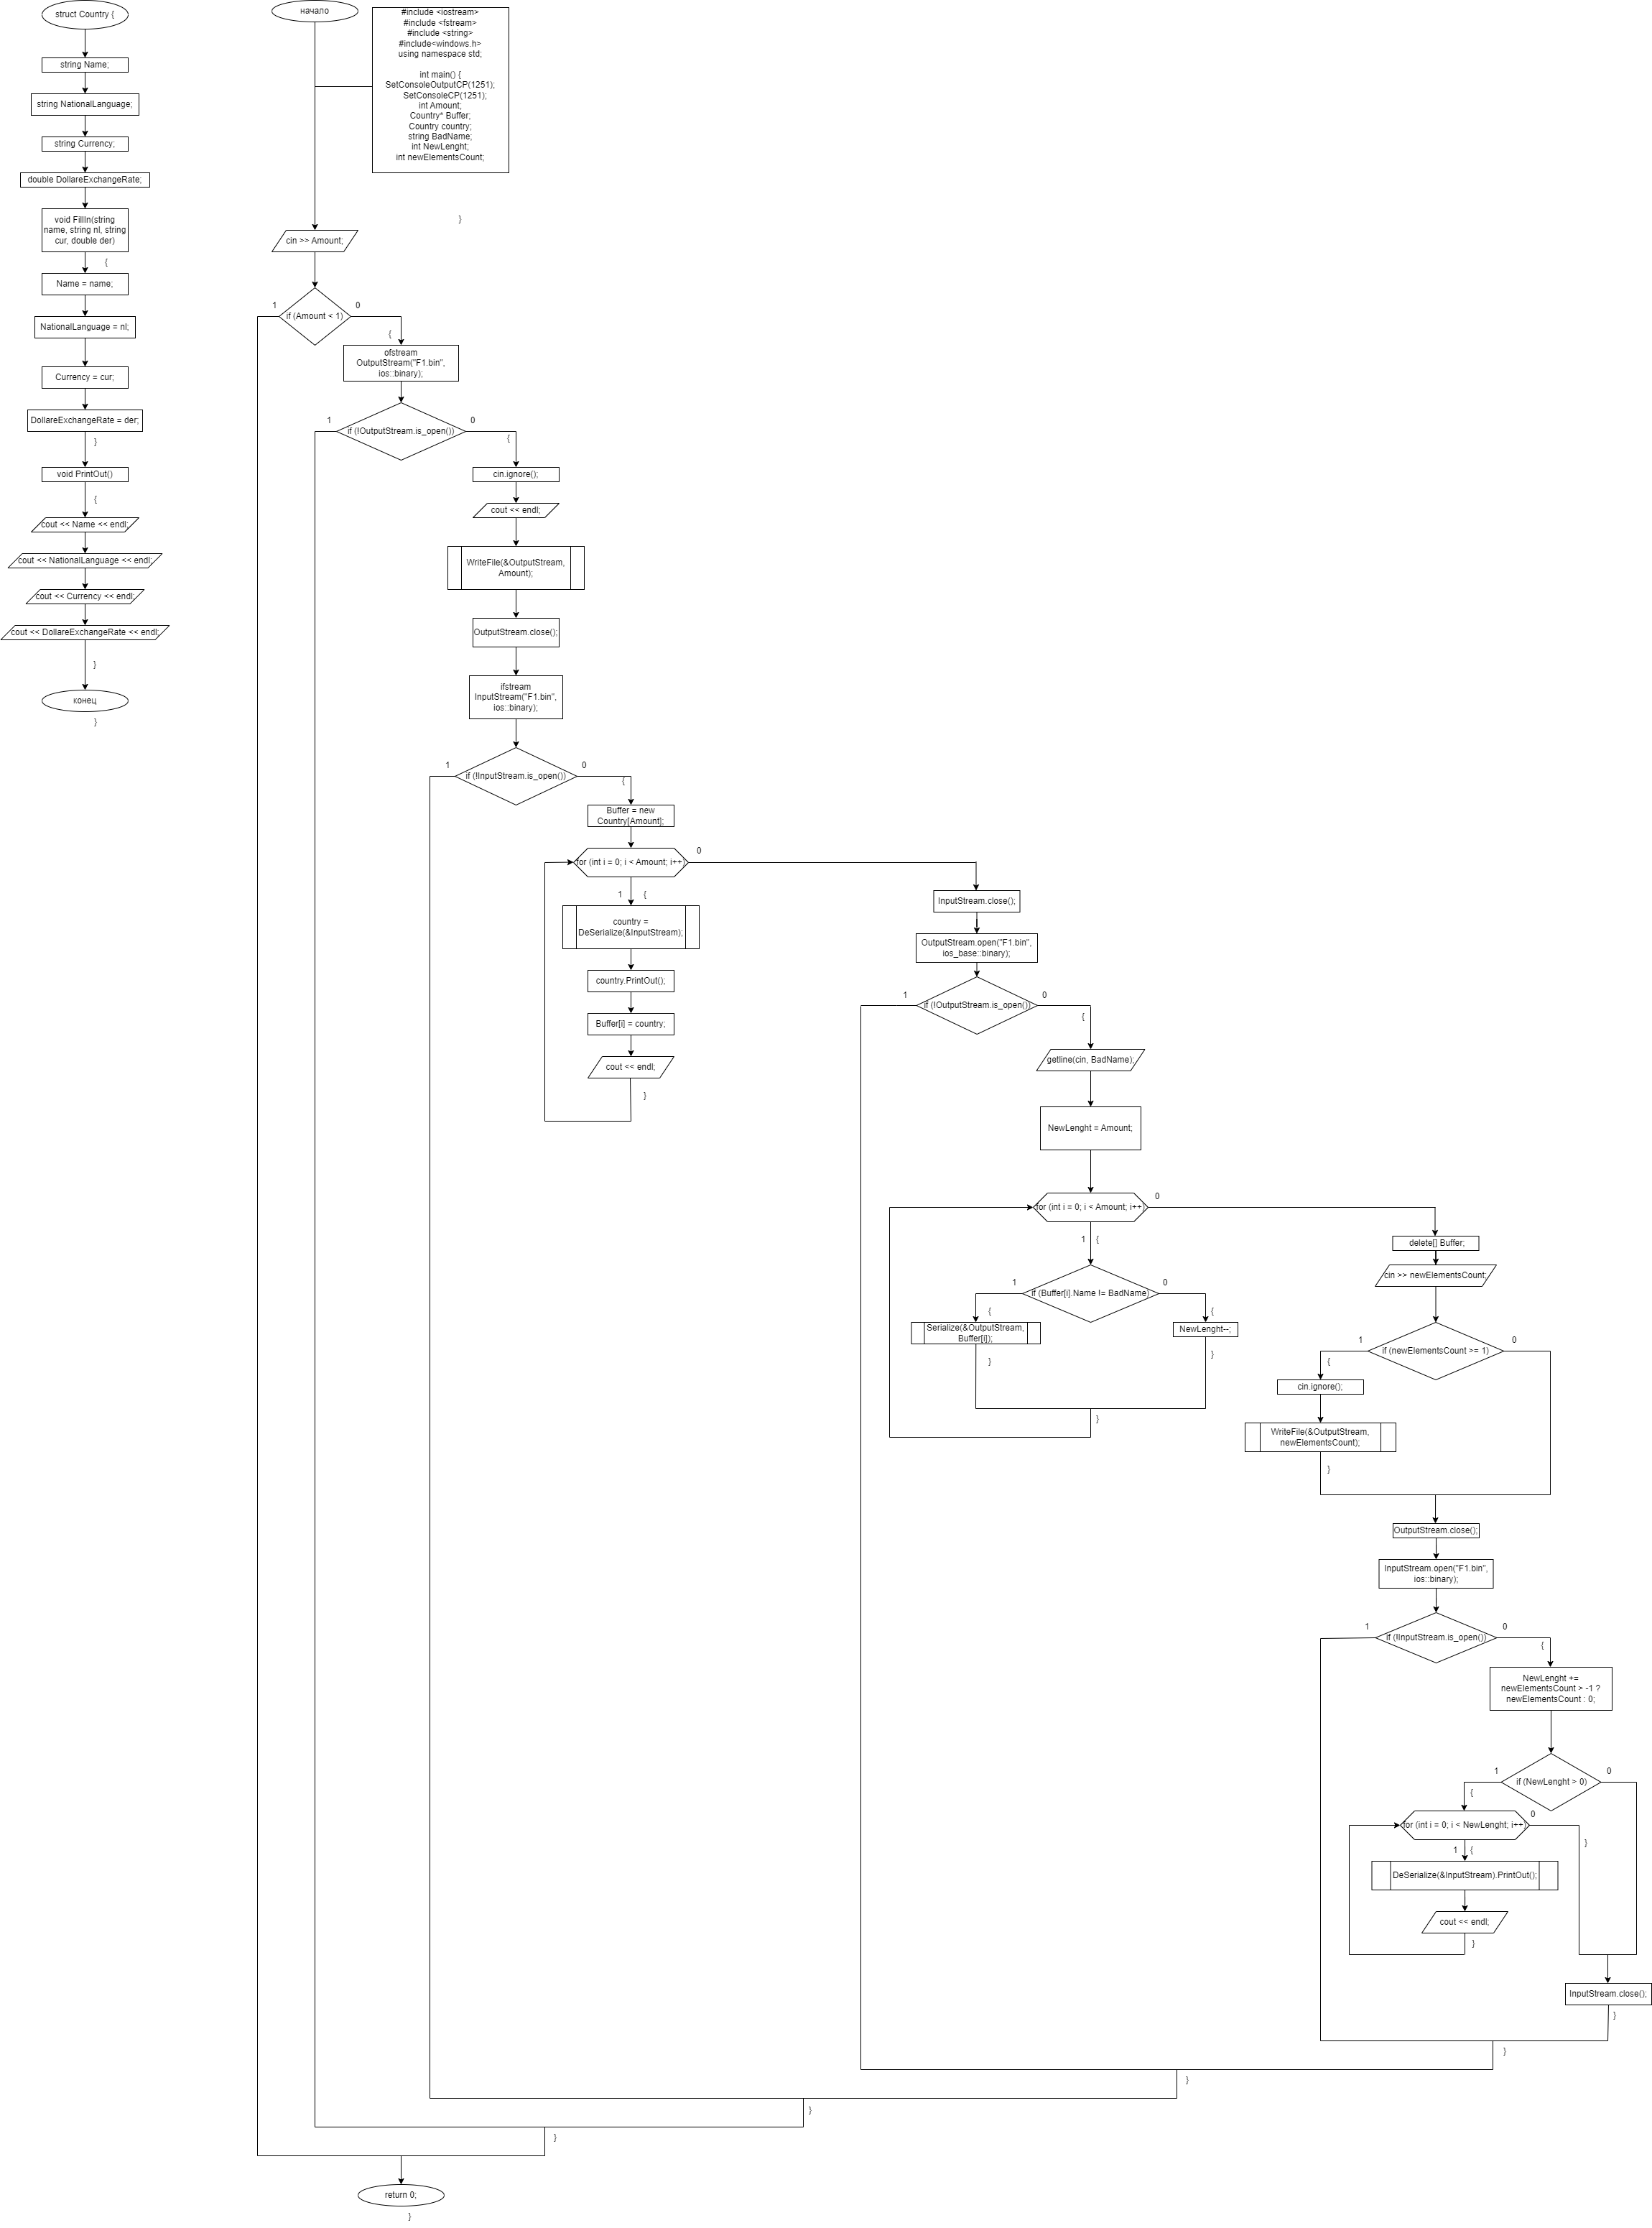 struct Country {
string Name;
string NationalLanguage;
string Currency;
double DollareExchangeRate;
void FillIn(string
name, string nl, string
cur, double der)
{
Name = name;
NationalLanguage = nl;
Currency = cur;
DollareExchangeRate = der;
}
void PrintOut()
{
cout << Name << endl;
cout << NationalLanguage << endl;
cout << Currency << endl;
cout << DollareExchangeRate << endl;
}
конец
}
начало
#include <iostream>
#include <fstream>
#include <string>
#include<windows.h>
using namespace std;
int main() {
SetConsoleOutputCP(1251);
SetConsoleCP(1251);
int Amount;
Country* Buffer;
Country country;
string BadName;
int NewLenght;
int newElementsCount;
}
cin >> Amount;
1
0
if (Amount < 1)
{
ofstream
OutputStream("F1.bin",
ios::binary);
1
0
if (!OutputStream.is_open())
{
cin.ignore();
cout << endl;
WriteFile(&OutputStream,
Amount);
OutputStream.close();
ifstream
InputStream("F1.bin",
ios::binary);
1
0
if (!InputStream.is_open())
{
Buffer = new
Country[Amount];
0
for (int i = 0; i < Amount; i++)
1
{
country =
DeSerialize(&InputStream);
country.PrintOut();
Buffer[i] = country;
cout << endl;
}
InputStream.close();
OutputStream.open("F1.bin",
ios_base::binary);
1
0
if (!OutputStream.is_open())
{
getline(cin, BadName);
NewLenght = Amount;
0
for (int i = 0; i < Amount; i++)
1
{
1
0
if (Buffer[i].Name != BadName)
{
{
Serialize(&OutputStream,
Buffer[i]);
NewLenght--;
}
}
}
delete[] Buffer;
cin >> newElementsCount;
1
0
if (newElementsCount >= 1)
{
cin.ignore();
WriteFile(&OutputStream,
newElementsCount);
}
OutputStream.close();
InputStream.open("F1.bin",
ios::binary);
1
0
if (!InputStream.is_open())
{
NewLenght +=
newElementsCount > -1 ?
newElementsCount : 0;
1
0
if (NewLenght > 0)
{
0
for (int i = 0; i < NewLenght; i++)
}
1
{
DeSerialize(&InputStream).PrintOut();
cout << endl;
}
InputStream.close();
}
}
}
}
}
return 0;
}